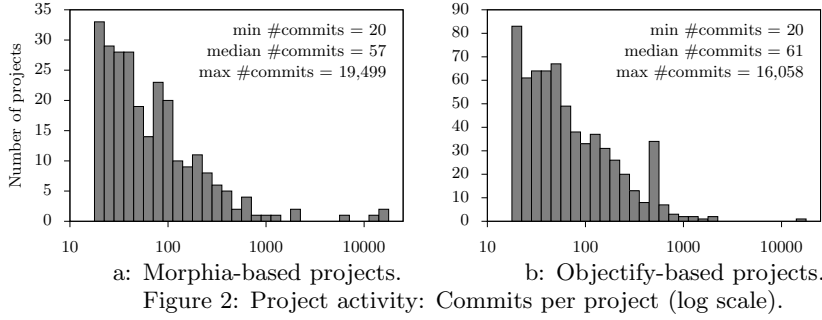 35
30
25
20
15
10
5
0
Number of projects
min #commits = 20
median #commits = 57
max #commits = 19,499
10 100 1000 10000
a: Morphia-based projects.
90
80
70
60
50
40
30
20
10
0
min #commits = 20
median #commits = 61
max #commits = 16,058
10 100 1000 10000
b: Objectify-based projects.
Figure 2: Project activity: Commits per project (log scale).